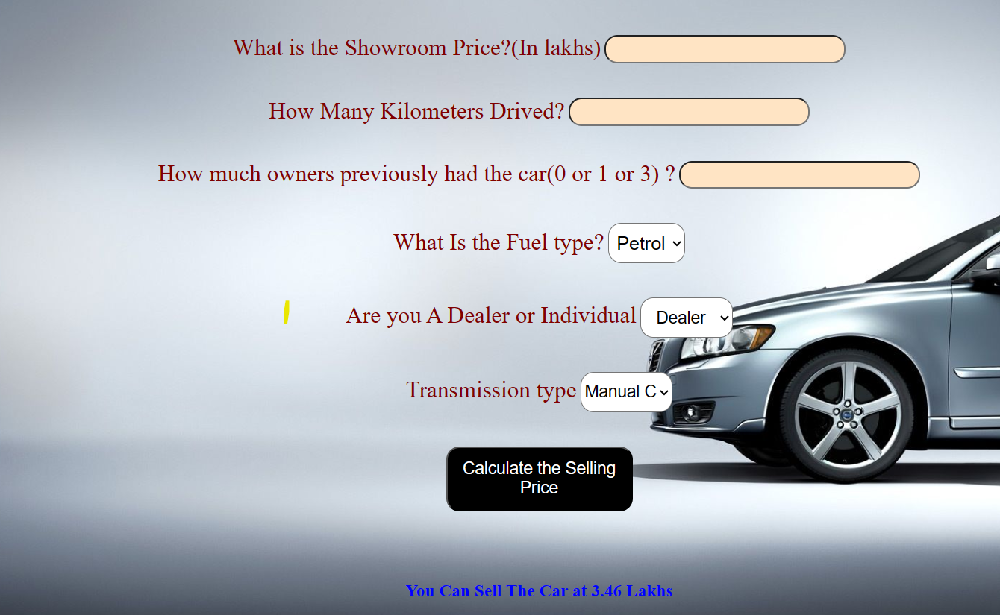 What is the Showroom Price?(In lakhs)
How Many Kilometers Drived?
How much owners previously had the car(0 or 1 or 3) ?
What Is the Fuel type? Petrol
Are you A Dealer or Individual Dealer
Transmission type Manual C
Calculate the Selling
Price
You Can Sell The Car at 3.46 Lakhs